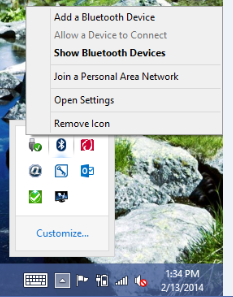 Add a Bluetooth Device
Allow a Device to Connect
Show Bluetooth Devices
Join a Personal Area Network
Open Settings
Remove Icon
Customize...
1:34 PM
2/13/2014